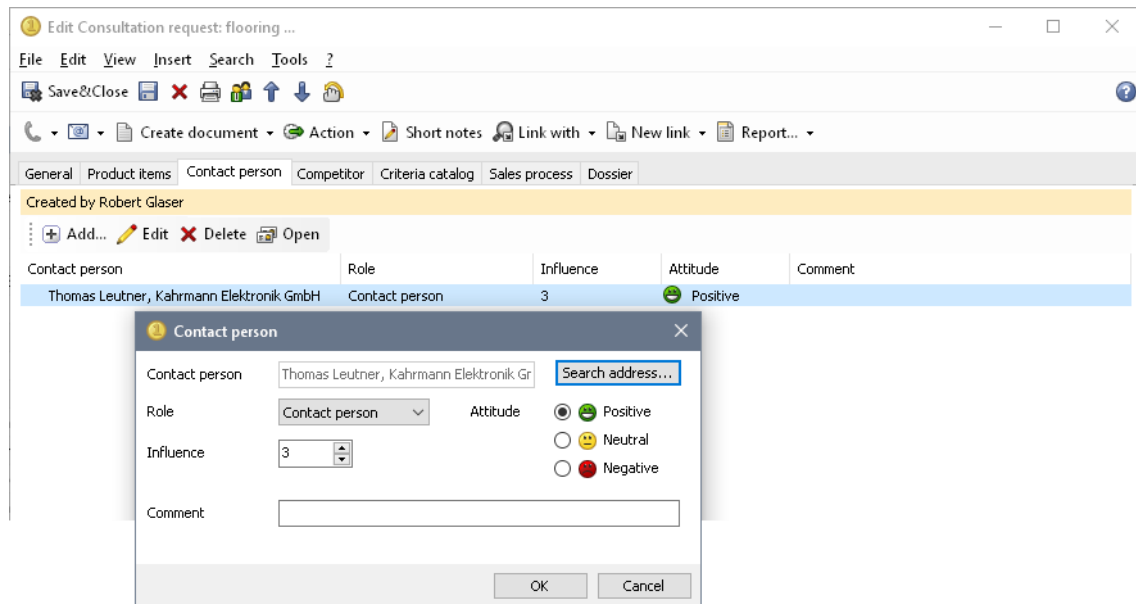 Edit Consultation request: flooring ...
File Edit View Insert Search Tools ?
Save&Close
Create document Action Short notes Link with New link Report...
General Product items Contact person Competitor Criteria catalog Sales process Dossier
Created by Robert Glaser
Add... Edit Delete Open
Contact person Role Influence Attitude Comment
Thomas Leutner, Kahrmann Elektronik GmbH Contact person 3 Positive
Contact person
Contact person Thomas Leutner, Kahrmann Elektronik Gr Search address...
Role Contact person Attitude Positive
Neutral
Influence 3
Negative
Comment
OK Cancel